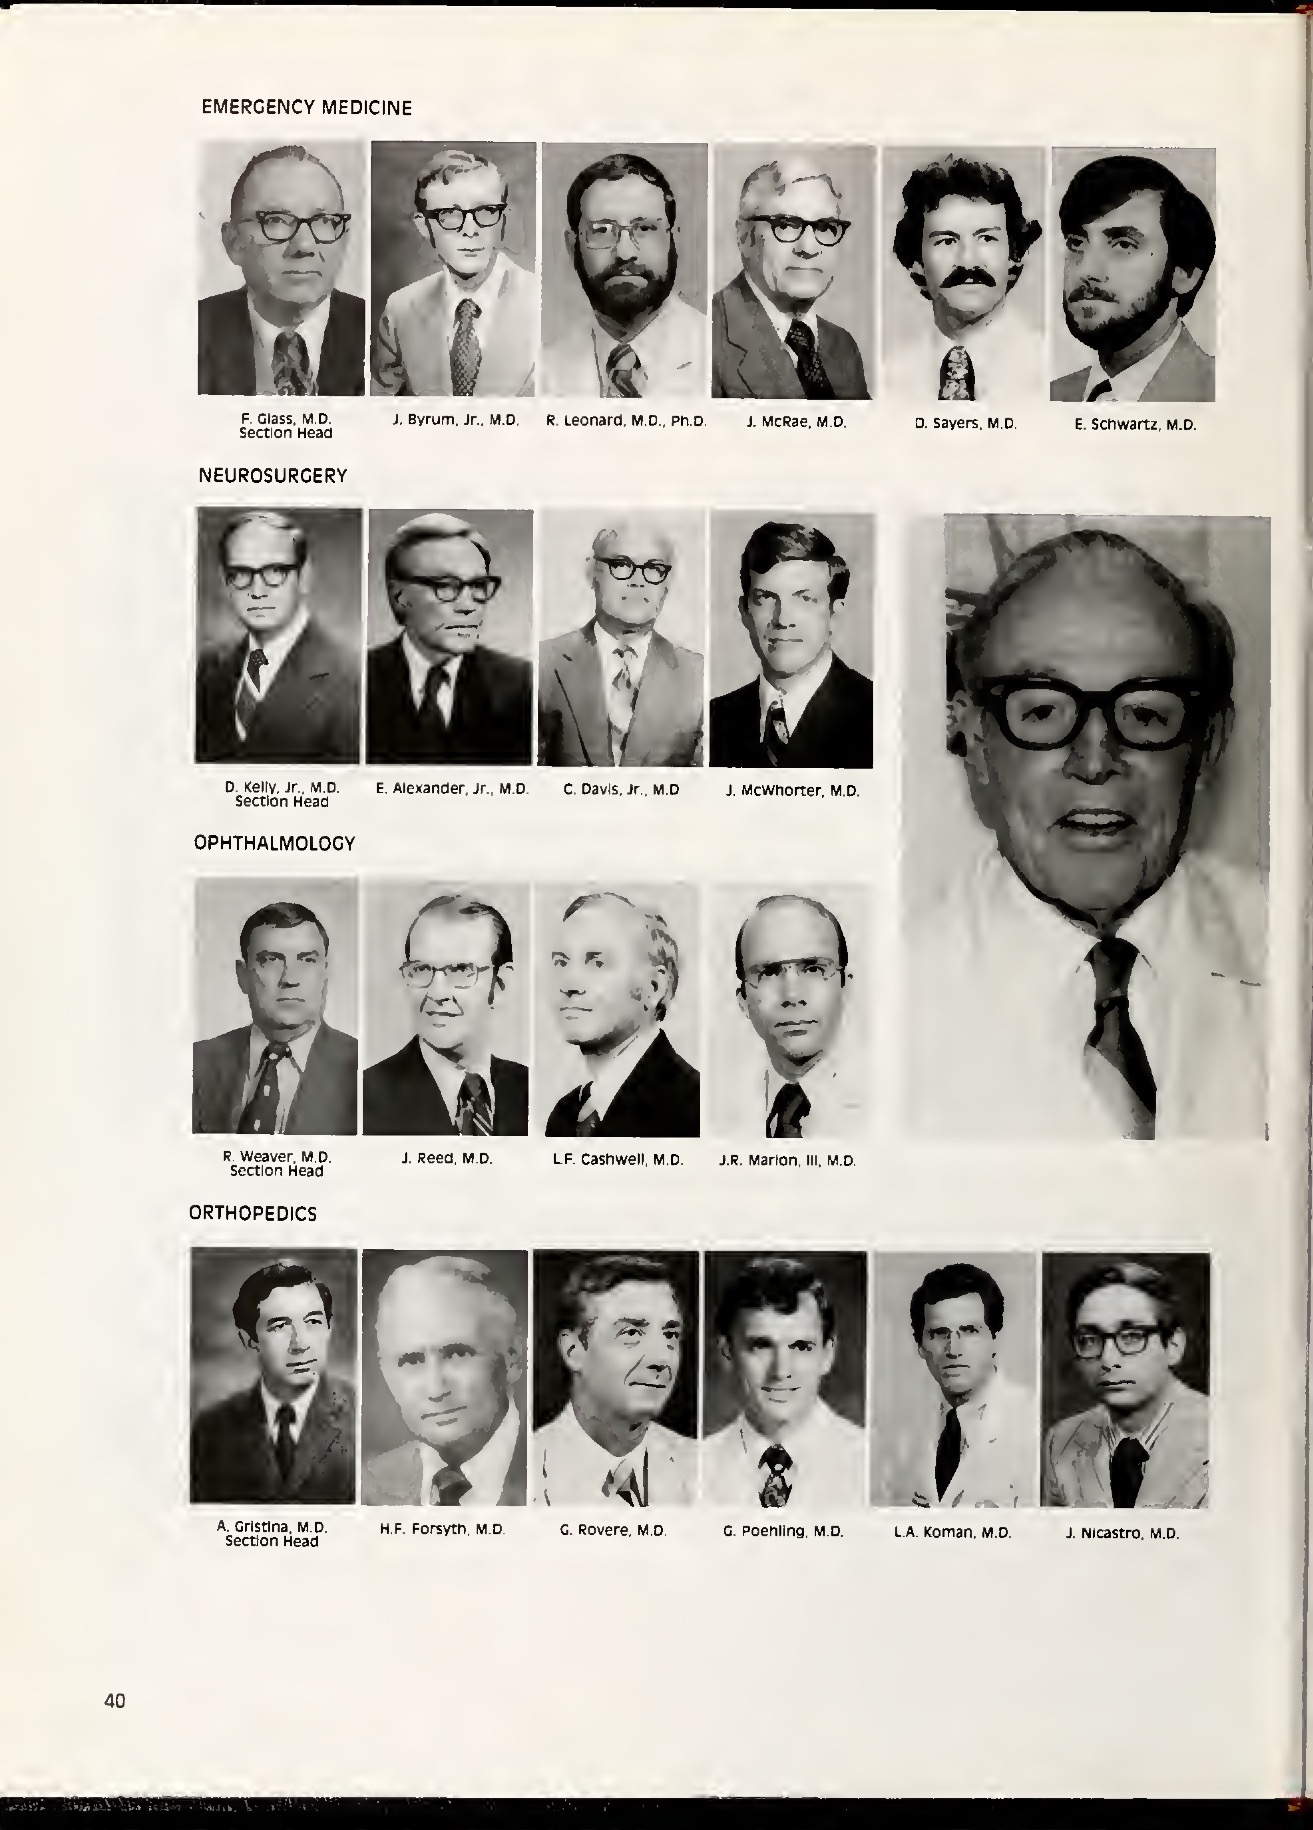 EMERGENCY MEDICINE
F. Glass, M.D.
Section Head
J. Byrum, Jr., M.D.
R. Leonard, M.D., Ph.D.
J. McRae, M.D.
D. Sayers, M.D.
E. Schwartz, M.D.
NEUROSURGERY
D. Kelly, Jr., M.D.
Section Head
E. Alexander, Jr., M.D.
C. Davis, Jr., M.D
J. McWhorter, M.D.
OPHTHALMOLOGY
R. Weaver, M.D.
Section Head
J. Reed, M.D.
L.F. Cashwell, M.D.
J.R. Marion, III, M.D.
ORTHOPEDICS
A. Gristina, M.D.
Section Head
H.F. Forsyth, M.D.
G. Rovere, M.D.
G. Poehling, M.D.
L.A. Koman, M.D.
J. Nicastro, M.D.
40